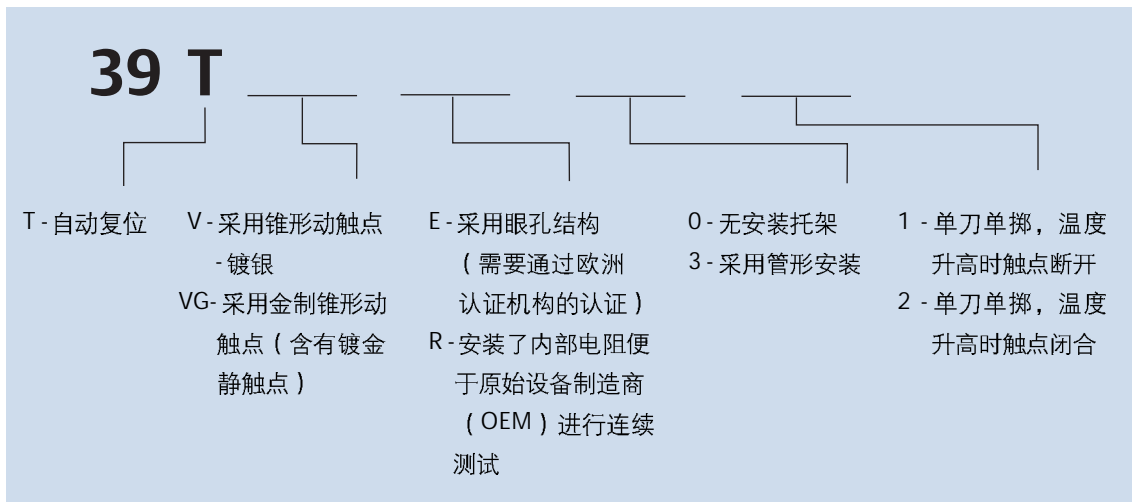 39 T
T - 自动复位
V - 采用锥形动触点
- 镀银
VG- 采用金制锥形动
触点（含有镀金
静触点）
E - 采用眼孔结构
（需要通过欧洲
认证机构的认证）
R - 安装了内部电阻便
于原始设备制造商
（OEM）进行连续
测试
0 - 无安装托架
3 - 采用管形安装
1 - 单刀单掷，温度
升高时触点断开
2 - 单刀单掷，温度
升高时触点闭合